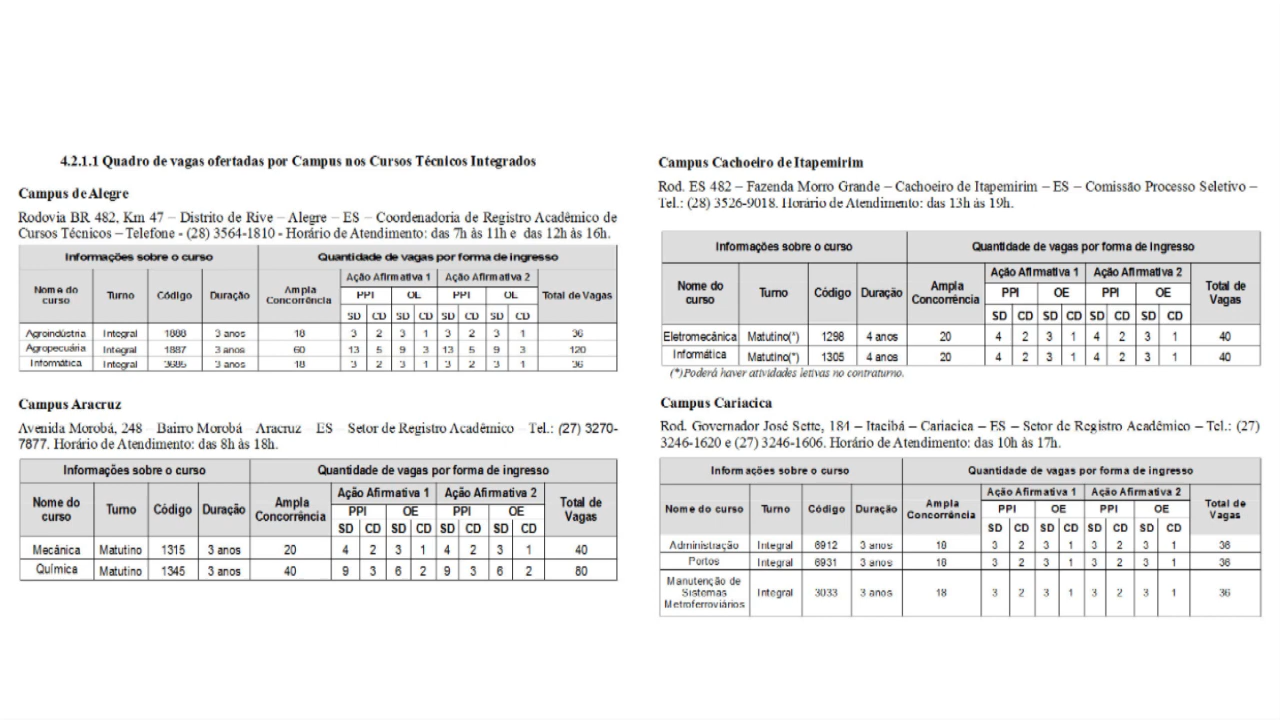 4.2.1.1 Quadro de vagas ofertadas por Campus nos Cursos Técnicos Integrados
Campus de Alegre
Rodovia BR 482, Km 47 – Distrito de Rive – Alegre – ES – Coordenadoria de Registro Acadêmico de
Cursos Técnicos – Telefone - (28) 3564-1810 - Horário de Atendimento: das 7h às 11h e das 12h às 16h.
Informações sobre o curso Quantidade de vagas por forma de ingresso
Nome do curso Turno Código Duração Ampla Concorrência Ação Afirmativa 1 Ação Afirmativa 2 Total de Vagas
PPI OE PPI OE
SD CD SD CD SD CD SD CD
Agroindústria Integral 1888 3 anos 18 3 2 3 1 3 2 3 1 36
Agropecuária Integral 1887 3 anos 60 13 5 9 3 13 5 9 3 120
Informática Integral 3 anos 18 3 2 3 1 3 2 3 1 36
Campus Aracruz
Avenida Morobá, 248 – Bairro Morobá – Aracruz – ES – Setor de Registro Acadêmico – Tel.: (27) 3270-
7877. Horário de Atendimento: das 8h às 18h.
Informações sobre o curso Quantidade de vagas por forma de ingresso
Nome do curso Turno Código Duração Ampla Concorrência Ação Afirmativa 1 Ação Afirmativa 2 Total de Vagas
PPI OE PPI OE
SD CD SD CD SD CD SD CD
Mecânica Matutino 1315 3 anos 20 4 2 3 1 4 2 3 1 40
Química Matutino 1345 3 anos 40 9 3 6 2 9 3 6 2 80
Campus Cachoeiro de Itapemirim
Rod. ES 482 – Fazenda Morro Grande – Cachoeiro de Itapemirim – ES – Comissão Processo Seletivo –
Tel.: (28) 3526-9018. Horário de Atendimento: das 13h às 19h.
Informações sobre o curso Quantidade de vagas por forma de ingresso
Nome do curso Turno Código Duração Ampla Concorrência Ação Afirmativa 1 Ação Afirmativa 2 Total de Vagas
PPI OE PPI OE
SD CD SD CD SD CD SD CD
Eletromecânica Matutino(*) 1298 4 anos 20 4 2 3 1 4 2 3 1 40
Informática Matutino(*) 1305 4 anos 20 4 2 3 1 4 2 3 1 40
(*)Poderá haver atividades letivas no contraturno.
Campus Cariacica
Rod. Governador José Sette, 184 – Itacibá – Cariacica – ES – Setor de Registro Acadêmico – Tel.: (27)
3246-1620 e (27) 3246-1606. Horário de Atendimento: das 10h às 17h.
Informações sobre o curso Quantidade de vagas por forma de ingresso
Nome do curso Turno Código Duração Ampla Concorrência Ação Afirmativa 1 Ação Afirmativa 2 Total de Vagas
PPI OE PPI OE
SD CD SD CD SD CD SD CD
Administração Integral 6912 3 anos 18 3 2 3 1 3 2 3 1 36
Portos Integral 6931 3 anos 18 3 2 3 1 3 2 3 1 36
Manutenção de Sistemas Metroferroviários Integral 3033 3 anos 18 3 2 3 1 3 2 3 1 36